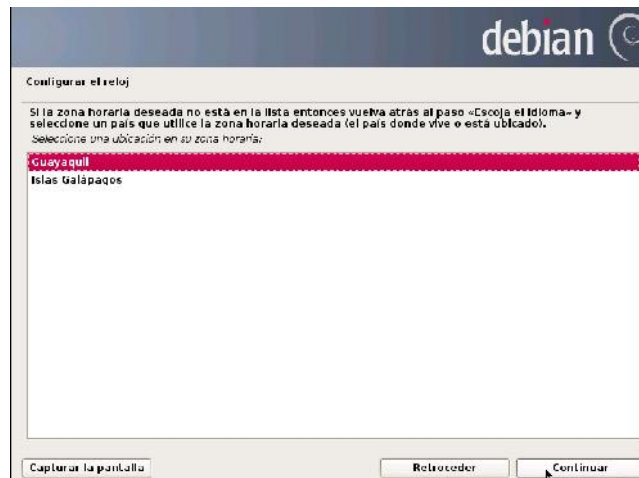 debian
Configurar el reloj
Si la zona horaria deseada no está en la lista entonces vuelva atrás al paso «Escoja el idioma» y
seleccione un país que utilice la zona horaria deseada (el país donde vive o está ubicado).
Seleccione una ubicación en su zona horaria:
Guayaquil
Islas Galápagos
Capturar la pantalla
Retroceder
Continuar